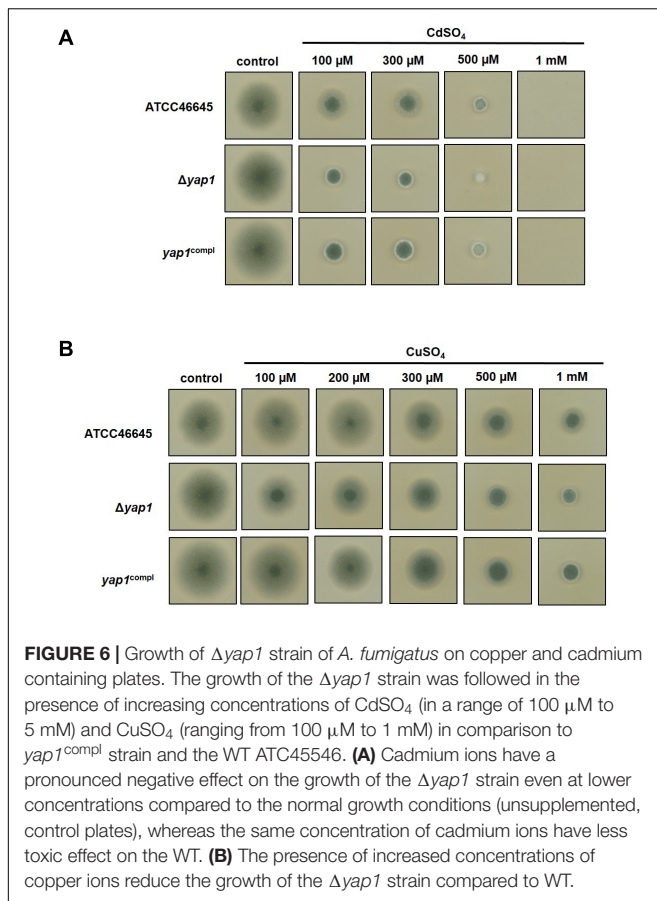 A
CdSO₄
control 100 µM 300 µM 500 µM 1 mM
ATCC46645
Δyap1
yap1ᶜᵒᵐᵖˡ
B
CuSO₄
control 100 µM 200 µM 300 µM 500 µM 1 mM
ATCC46645
Δyap1
yap1ᶜᵒᵐᵖˡ
FIGURE 6 | Growth of Δyap1 strain of A. fumigatus on copper and cadmium
containing plates. The growth of the Δyap1 strain was followed in the
presence of increasing concentrations of CdSO₄ (in a range of 100 µM to
5 mM) and CuSO₄ (ranging from 100 µM to 1 mM) in comparison to
yap1ᶜᵒᵐᵖˡ strain and the WT ATC45546. (A) Cadmium ions have a
pronounced negative effect on the growth of the Δyap1 strain even at lower
concentrations compared to the normal growth conditions (unsupplemented,
control plates), whereas the same concentration of cadmium ions have less
toxic effect on the WT. (B) The presence of increased concentrations of
copper ions reduce the growth of the Δyap1 strain compared to WT.